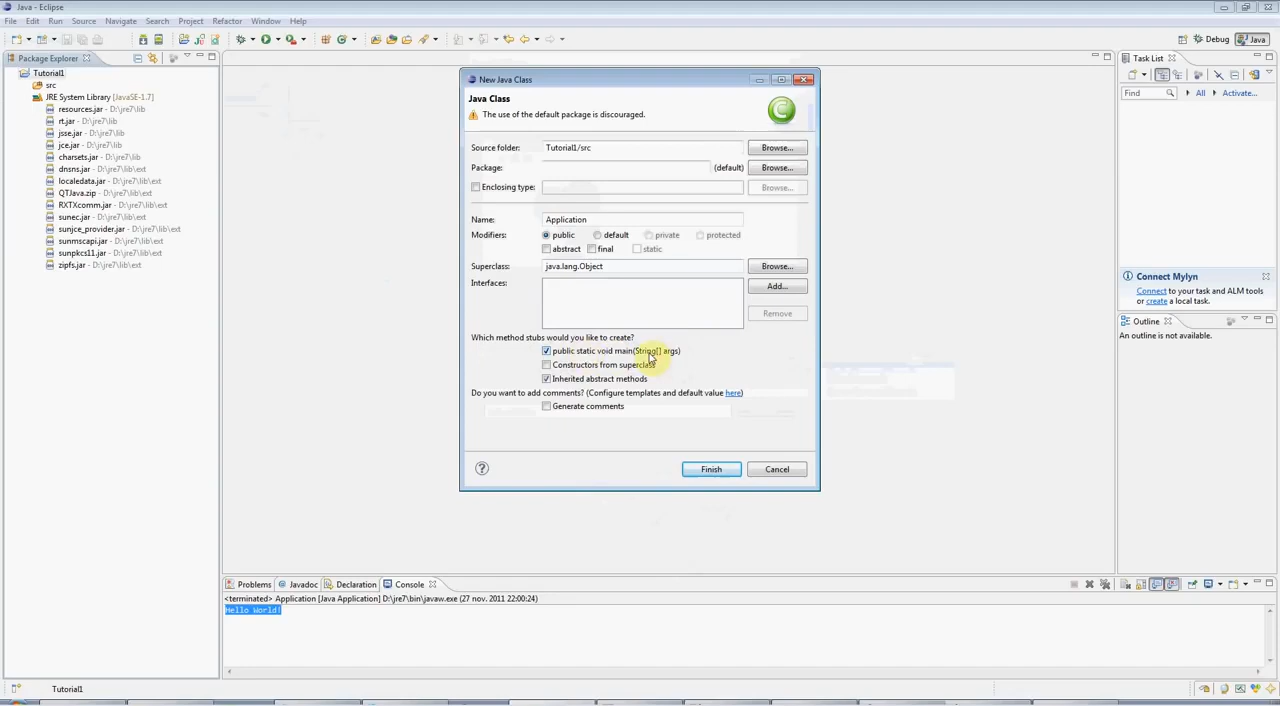 Java - Eclipse
File Edit Run Source Navigate Search Project Refactor Window Help
Debug Java
Package Explorer
Tutorial1
src
JRE System Library [JavaSE-1.7]
resources.jar - D:\jre7\lib
rt.jar - D:\jre7\lib
jsse.jar - D:\jre7\lib
jce.jar - D:\jre7\lib
charsets.jar - D:\jre7\lib
dnsns.jar - D:\jre7\lib\ext
localedata.jar - D:\jre7\lib\ext
QTJava.zip - D:\jre7\lib\ext
RXTXcomm.jar - D:\jre7\lib\ext
sunec.jar - D:\jre7\lib\ext
sunjce_provider.jar - D:\jre7\lib\ext
sunmscapi.jar - D:\jre7\lib\ext
sunpkcs11.jar - D:\jre7\lib\ext
zipfs.jar - D:\jre7\lib\ext
New Java Class
Java Class
The use of the default package is discouraged.
Source folder: Tutorial1/src Browse...
Package: (default) Browse...
Enclosing type: Browse...
Name: Application
Modifiers: public default private protected
abstract final static
Superclass: java.lang.Object Browse...
Interfaces: Add...
Remove
Which method stubs would you like to create?
public static void main(String[] args)
Constructors from superclass
Inherited abstract methods
Do you want to add comments? (Configure templates and default value here)
Generate comments
? Finish Cancel
Task List
Find All Activate...
Connect Mylyn
Connect to your task and ALM tools
or create a local task.
Outline
An outline is not available.
Problems @ Javadoc Declaration Console
<terminated> Application [Java Application] D:\jre7\bin\javaw.exe (27 nov. 2011 22:00:24)
Hello World!
Tutorial1